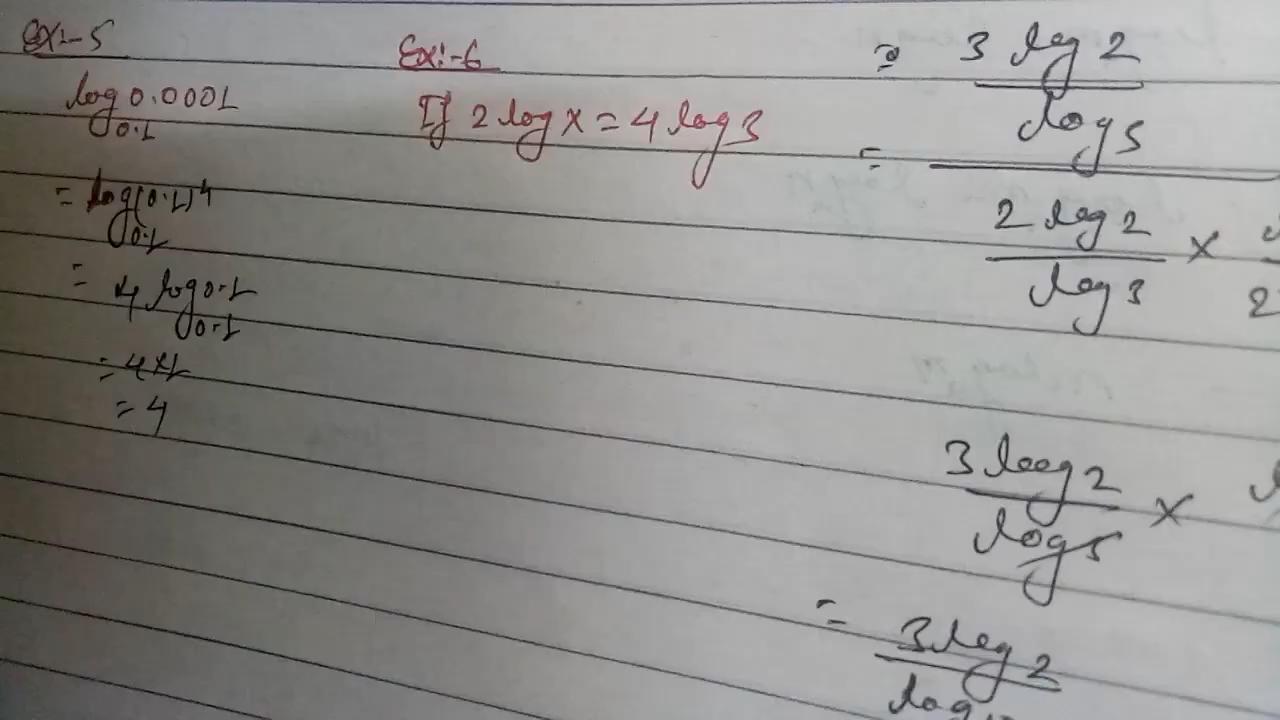 Ex:-5
log 0.0001
0.1
= log(0.1)4
0.1
= 4 log 0.1
0.1
= 4×1
= 4
Ex:-6
If 2 log x = 4 log 3
3 log 2
log 5
=
2 log 2 ×
log 3 2
3 log 2 ×
log 5
= 3 log 2
log